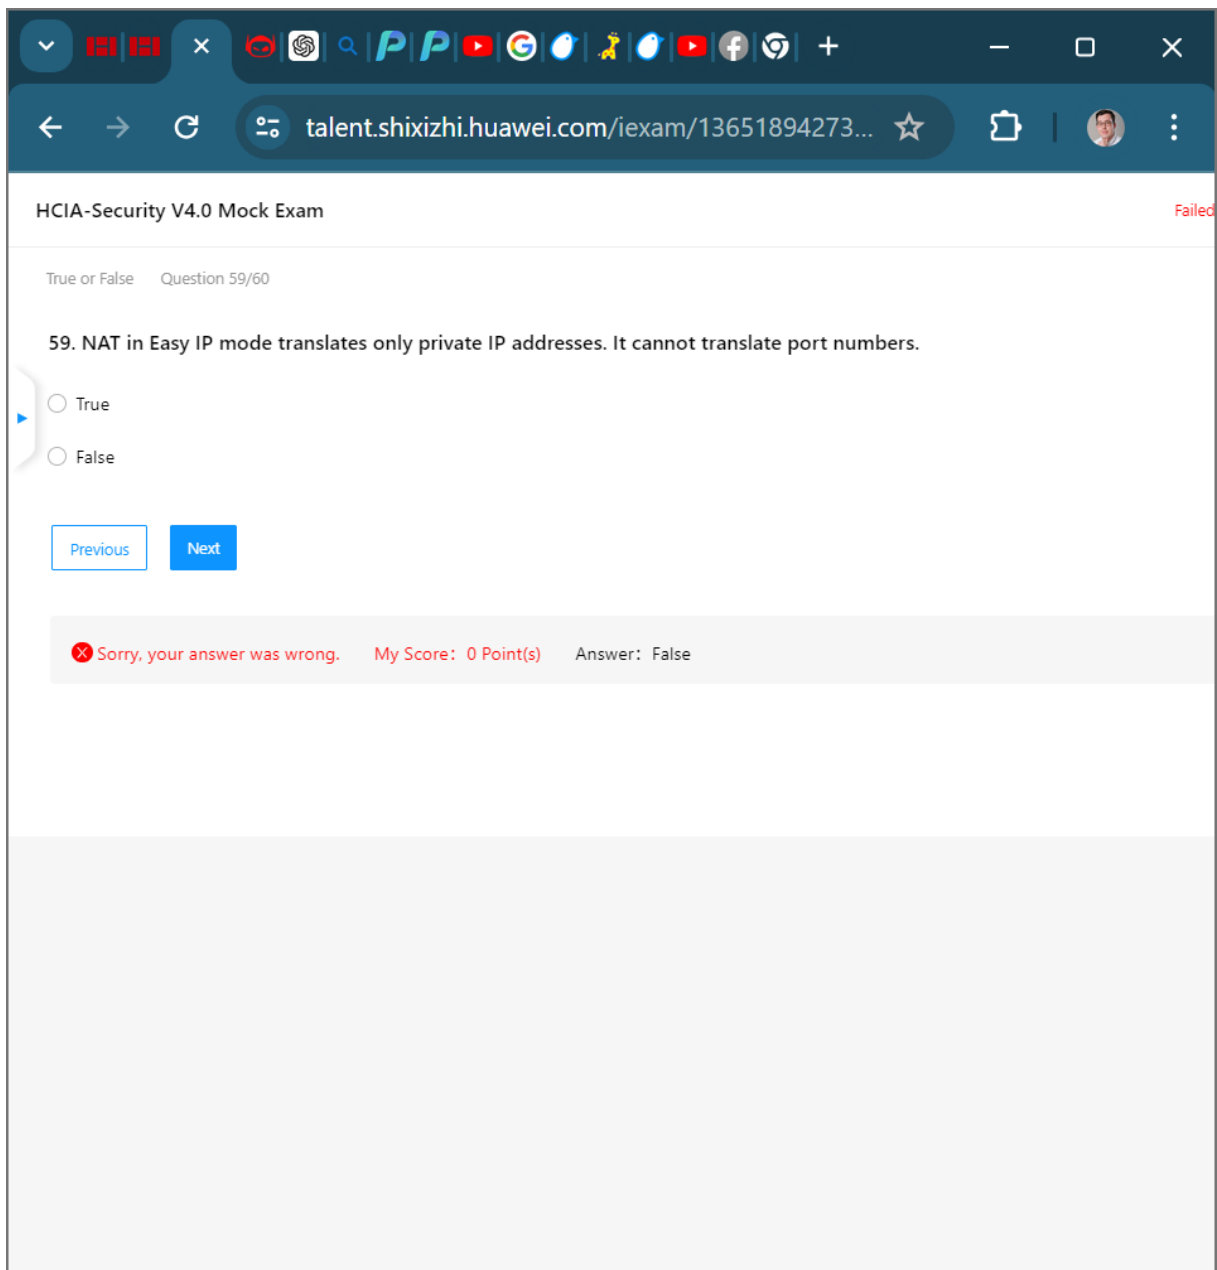 talent.shixizhi.huawei.com/iexam/13651894273...
HCIA-Security V4.0 Mock Exam
Failed
True or False Question 59/60
59. NAT in Easy IP mode translates only private IP addresses. It cannot translate port numbers.
True
False
Previous Next
Sorry, your answer was wrong. My Score: 0 Point(s) Answer: False